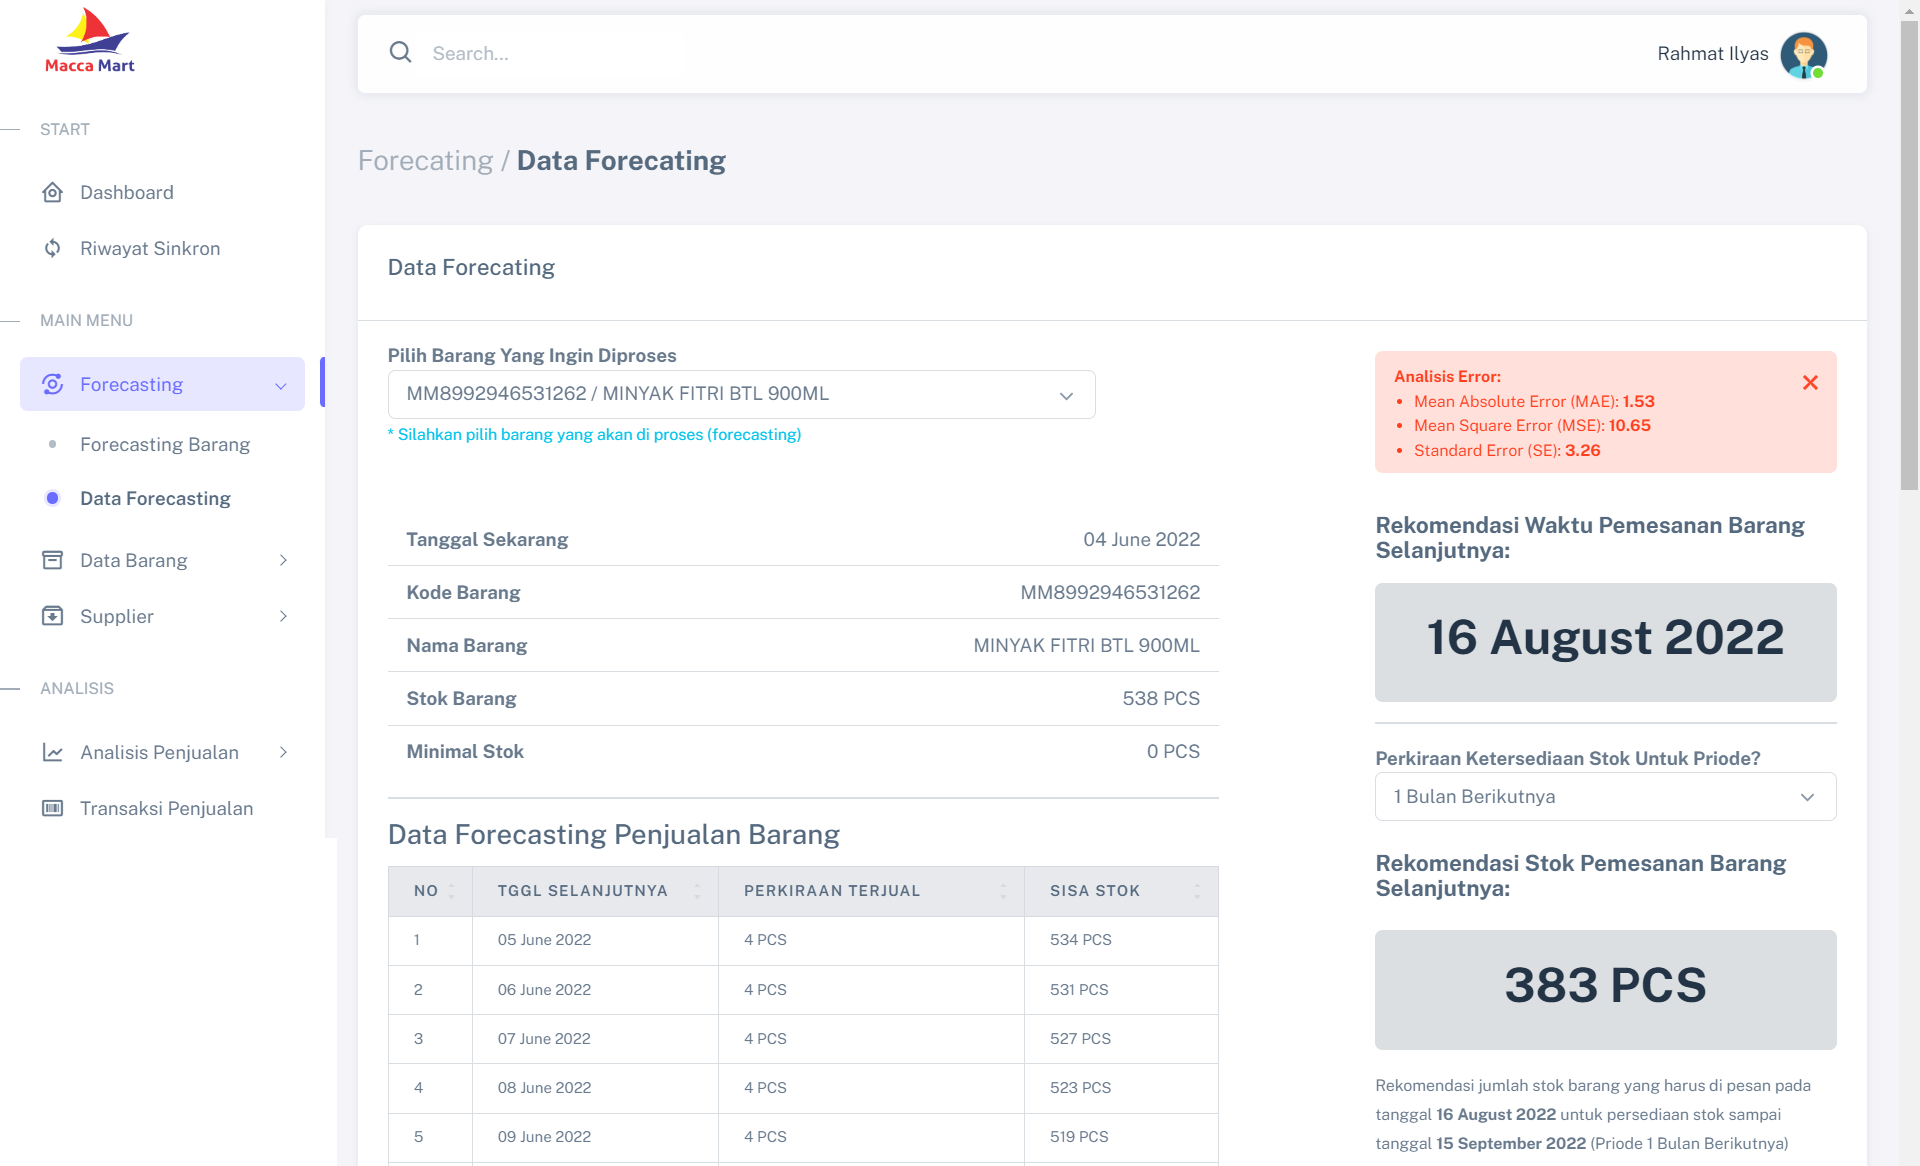 Macca Mart
START
Dashboard
Riwayat Sinkron
MAIN MENU
Forecasting
Forecasting Barang
Data Forecasting
Data Barang
Supplier
ANALISIS
Analisis Penjualan
Transaksi Penjualan
Search...
Rahmat Ilyas
Forecating / Data Forecating
Data Forecating
Pilih Barang Yang Ingin Diproses
MM8992946531262 / MINYAK FITRI BTL 900ML
* Silahkan pilih barang yang akan di proses (forecasting)
Tanggal Sekarang 04 June 2022
Kode Barang MM8992946531262
Nama Barang MINYAK FITRI BTL 900ML
Stok Barang 538 PCS
Minimal Stok 0 PCS
Data Forecasting Penjualan Barang
NO TGGL SELANJUTNYA PERKIRAAN TERJUAL SISA STOK
1 05 June 2022 4 PCS 534 PCS
2 06 June 2022 4 PCS 531 PCS
3 07 June 2022 4 PCS 527 PCS
4 08 June 2022 4 PCS 523 PCS
5 09 June 2022 4 PCS 519 PCS
Analisis Error:
• Mean Absolute Error (MAE): 1.53
• Mean Square Error (MSE): 10.65
• Standard Error (SE): 3.26
Rekomendasi Waktu Pemesanan Barang
Selanjutnya:
16 August 2022
Perkiraan Ketersediaan Stok Untuk Priode?
1 Bulan Berikutnya
Rekomendasi Stok Pemesanan Barang
Selanjutnya:
383 PCS
Rekomendasi jumlah stok barang yang harus di pesan pada
tanggal 16 August 2022 untuk persediaan stok sampai
tanggal 15 September 2022 (Priode 1 Bulan Berikutnya)